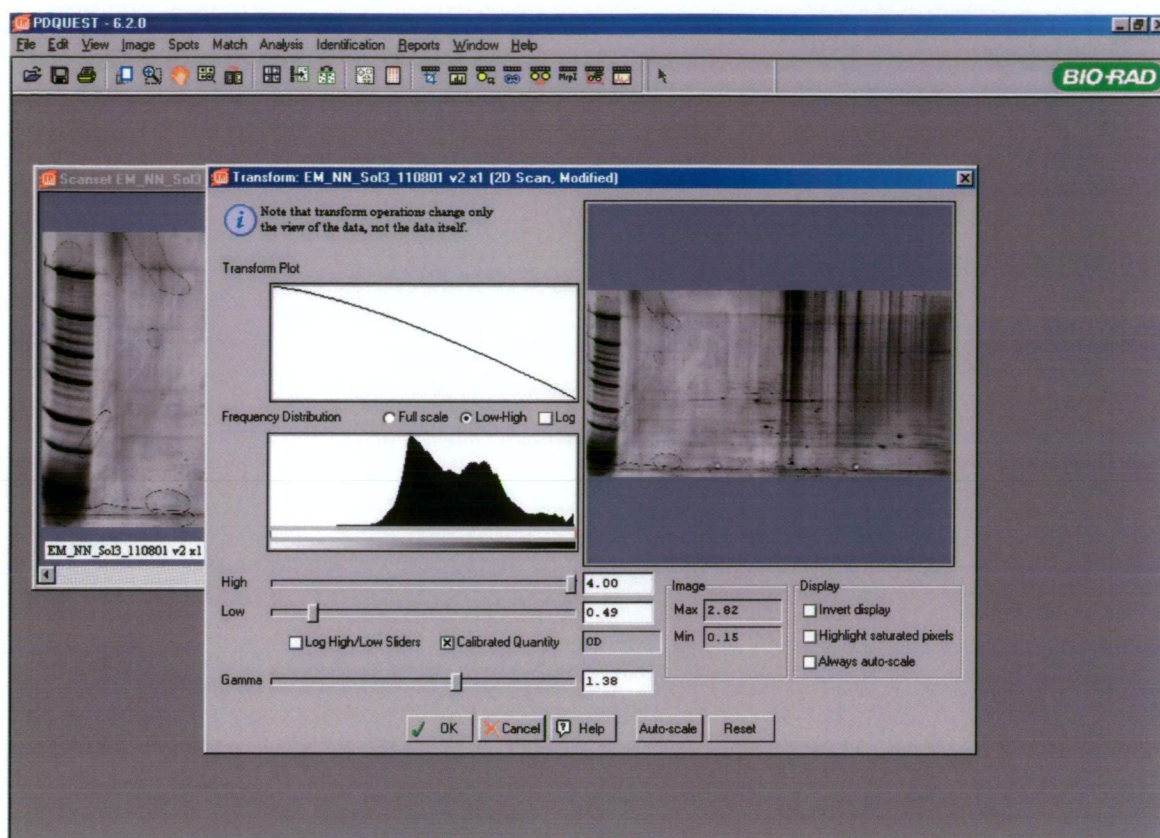 PDQUEST - 6.2.0
File Edit View Image Spots Match Analysis Identification Reports Window Help
BIO-RAD
Scanset EM_NN_Sol3
Transform: EM_NN_Sol3_110801 v2 x1 (2D Scan, Modified)
Note that transform operations change only
the view of the data, not the data itself.
Transform Plot
Frequency Distribution Full scale Low-High Log
EM_NN_Sol3_110801 v2 x1
High 4.00
Low 0.49
Log High/Low Sliders Calibrated Quantity OD
Gamma 1.38
Image
Max 2.82
Min 0.15
Display
Invert display
Highlight saturated pixels
Always auto-scale
OK Cancel Help Auto-scale Reset